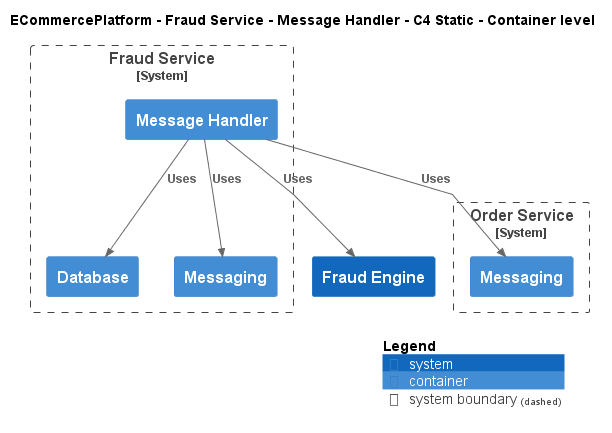 ECommercePlatform - Fraud Service - Message Handler - C4 Static - Container level
Fraud Service
[System]
Message Handler
Uses
Uses
Uses
Uses
Order Service
[System]
Database
Messaging
Fraud Engine
Messaging
Legend
system
container
system boundary (dashed)